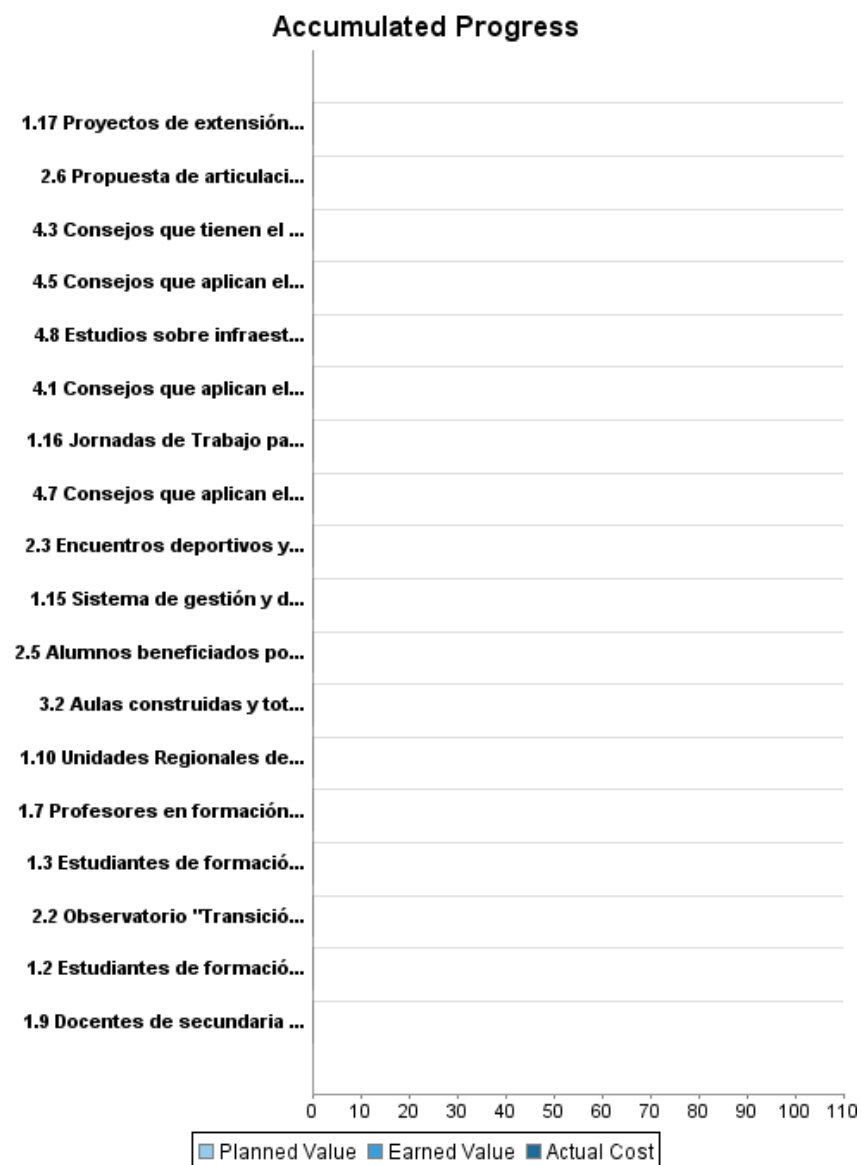 Accumulated Progress
1.17 Proyectos de extensión...
2.6 Propuesta de articulaci...
4.3 Consejos que tienen el ...
4.5 Consejos que aplican el...
4.8 Estudios sobre infraest...
4.1 Consejos que aplican el...
1.16 Jornadas de Trabajo pa...
4.7 Consejos que aplican el...
2.3 Encuentros deportivos y...
1.15 Sistema de gestión y d...
2.5 Alumnos beneficiados po...
3.2 Aulas construidas y tot...
1.10 Unidades Regionales de...
1.7 Profesores en formación...
1.3 Estudiantes de formació...
2.2 Observatorio "Transició...
1.2 Estudiantes de formació...
1.9 Docentes de secundaria ...
0 10 20 30 40 50 60 70 80 90 100 110
Planned Value Earned Value Actual Cost